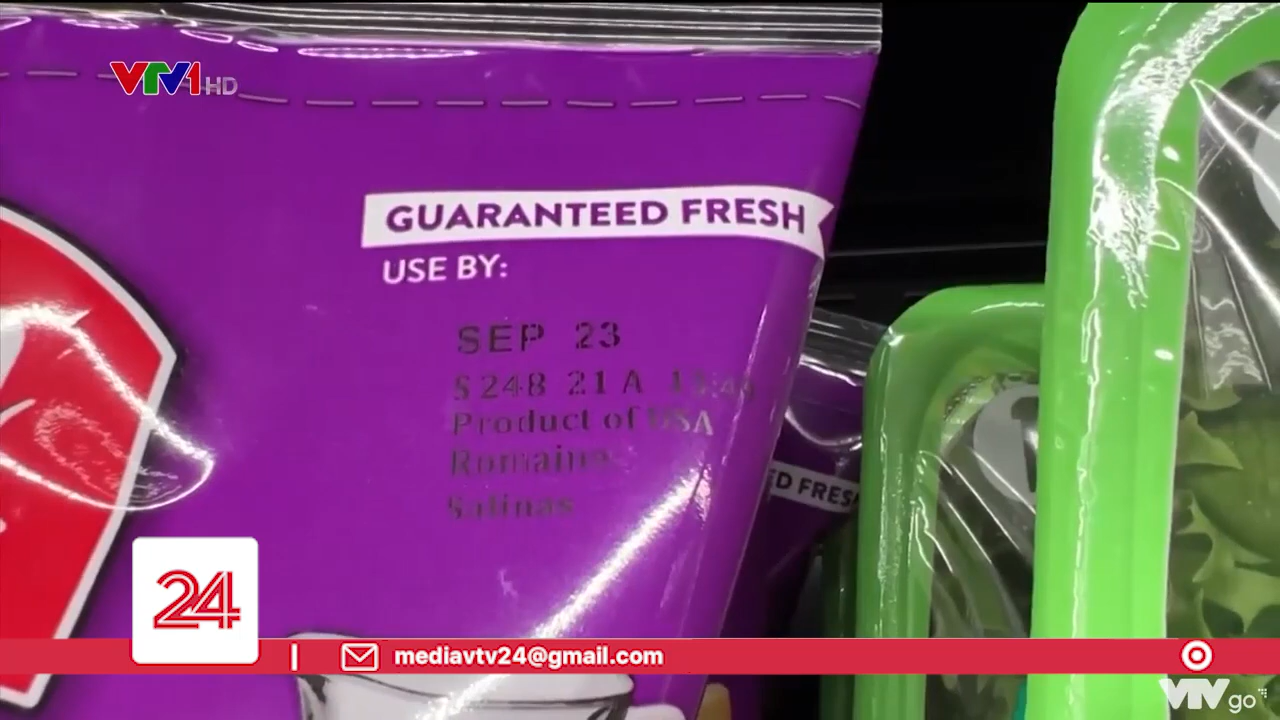 VTV1 HD
GUARANTEED FRESH
USE BY:
SEP 23
S 248 21 A
Product of USA
Romaine
Salinas
ED FRESH
24
mediavtv24@gmail.com
VTV go